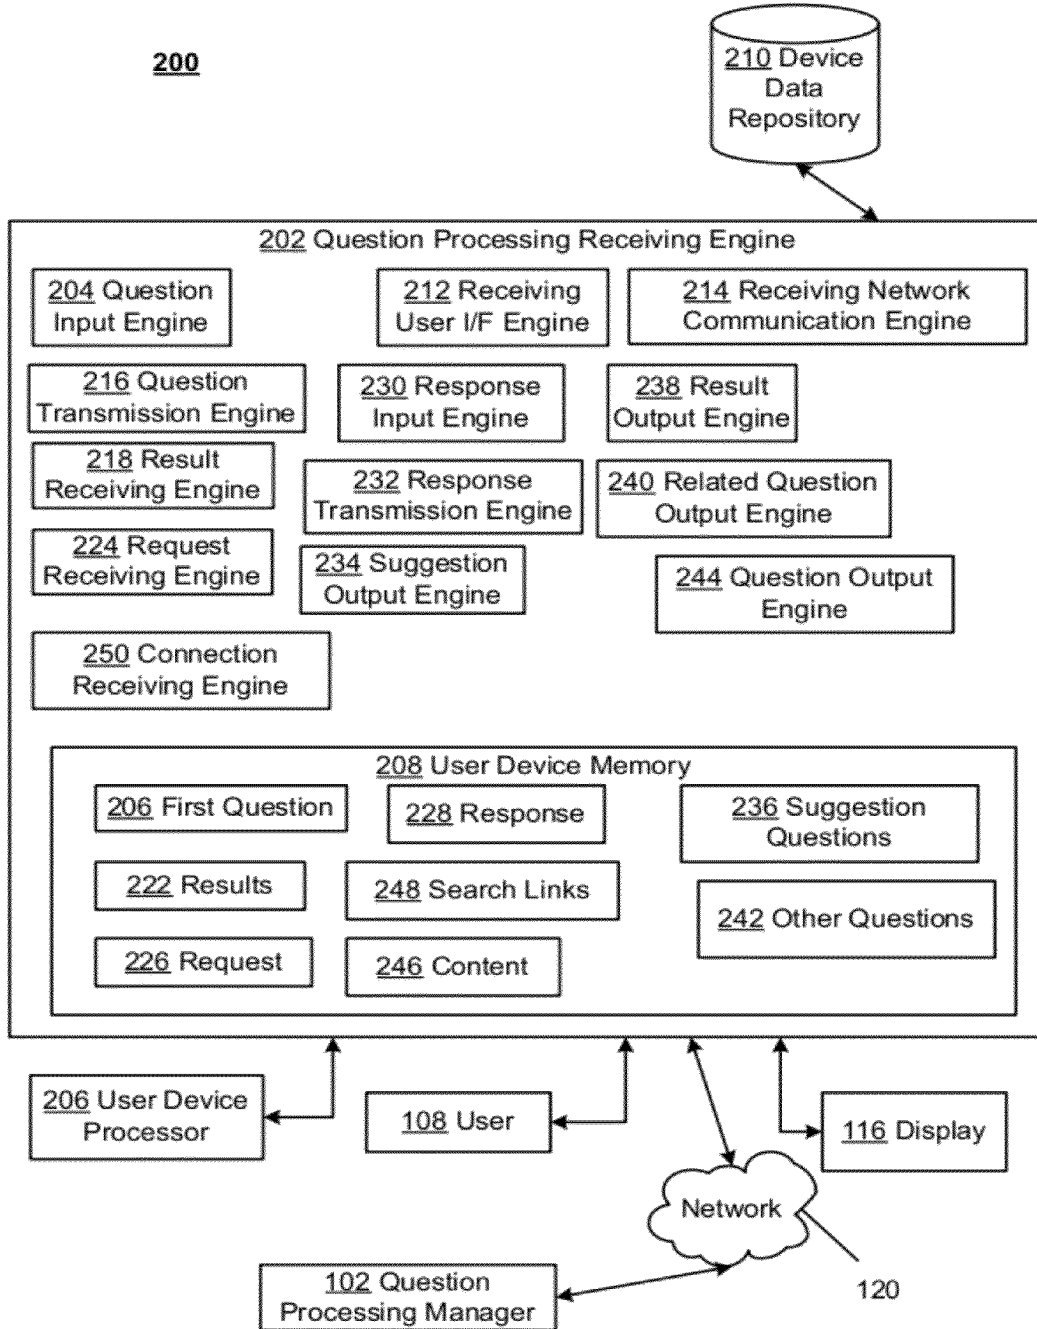 200
210 Device
Data
Repository
202 Question Processing Receiving Engine
204 Question
Input Engine
212 Receiving
User I/F Engine
214 Receiving Network
Communication Engine
216 Question
Transmission Engine
230 Response
Input Engine
238 Result
Output Engine
218 Result
Receiving Engine
232 Response
Transmission Engine
240 Related Question
Output Engine
224 Request
Receiving Engine
234 Suggestion
Output Engine
244 Question Output
Engine
250 Connection
Receiving Engine
208 User Device Memory
206 First Question
228 Response
236 Suggestion
Questions
222 Results
248 Search Links
242 Other Questions
226 Request
246 Content
206 User Device
Processor
108 User
116 Display
Network
120
102 Question
Processing Manager